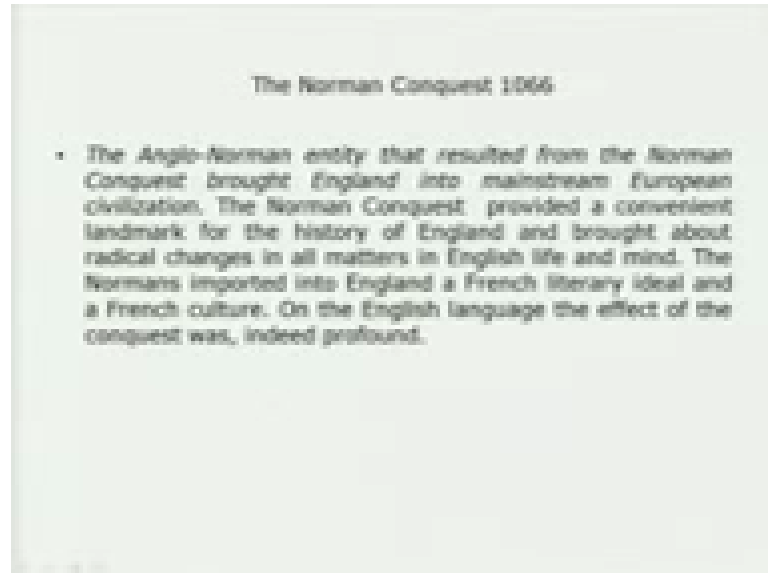 The Norman Conquest 1066
• The Anglo-Norman entity that resulted from the Norman
Conquest brought England into mainstream European
civilization. The Norman Conquest provided a convenient
landmark for the history of England and brought about
radical changes in all matters in English life and mind. The
Normans imported into England a French literary ideal and
a French culture. On the English language the effect of the
conquest was, indeed profound.